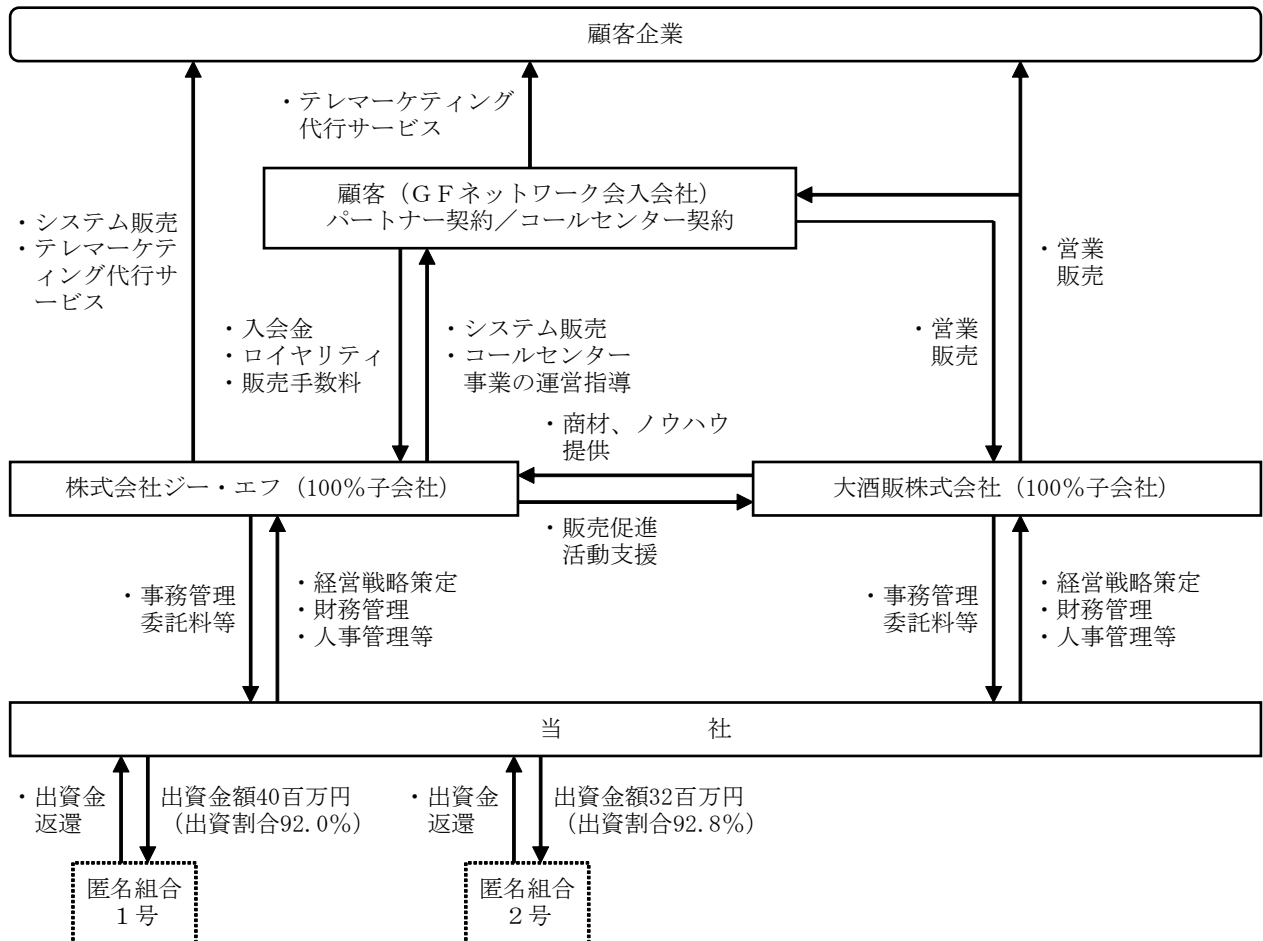 顧客企業
・テレマーケティング
代行サービス
顧客（ＧＦネットワーク会入会社）
パートナー契約／コールセンター契約
・システム販売
・テレマーケテ
ィング代行サ
ービス
・営業
販売
・入会金
・ロイヤリティ
・販売手数料
・システム販売
・コールセンター
事業の運営指導
・営業
販売
・商材、ノウハウ
提供
株式会社ジー・エフ（100％子会社）
大酒販株式会社（100％子会社）
・販売促進
活動支援
・事務管理
委託料等
・経営戦略策定
・財務管理
・人事管理等
・事務管理
委託料等
・経営戦略策定
・財務管理
・人事管理等
当　　　　　社
・出資金
返還
出資金額40百万円
（出資割合92.0％）
・出資金
返還
出資金額32百万円
（出資割合92.8％）
匿名組合
１号
匿名組合
２号